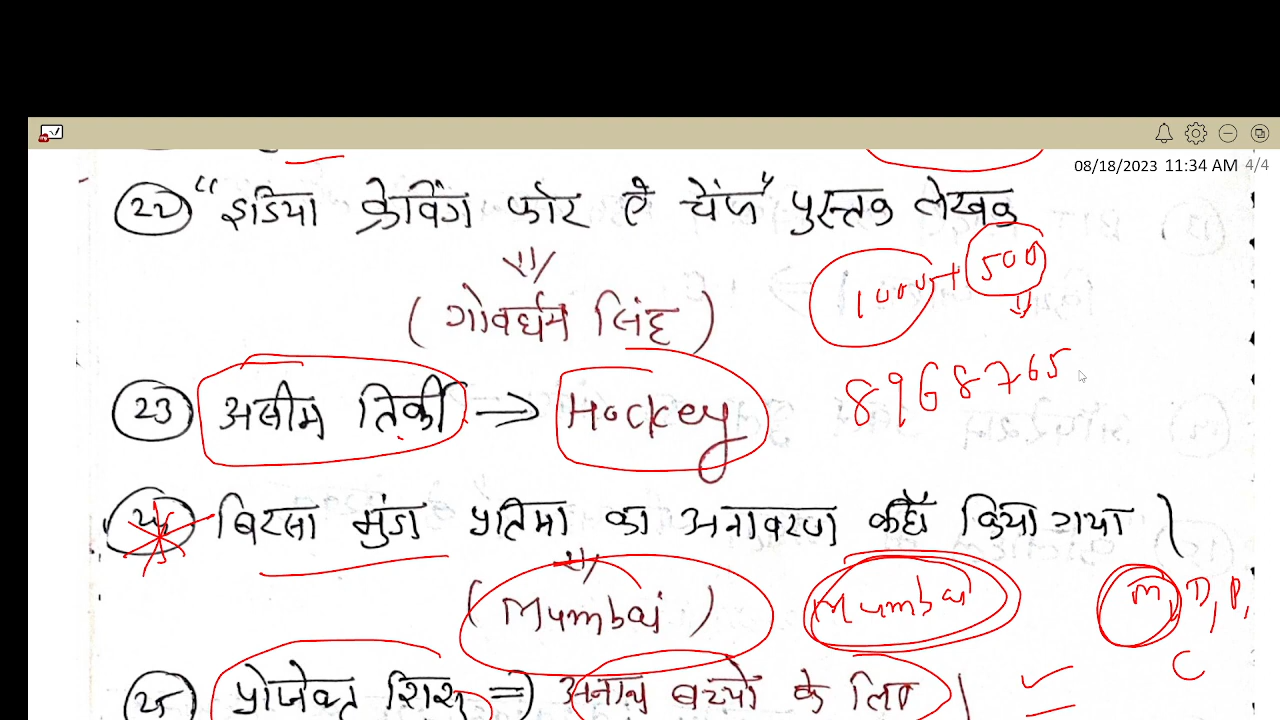 08/18/2023 11:34 AM 4/4
22 "इंडिया क्रेविंग फोर ऐ चेंज" पुस्तक लेखक
1000 + 500
( गोवर्धन सिंह )
8968765
23 असीम तिर्की → Hockey
बिरसा मुंडा प्रतिमा का अनावरण कहाँ किया गया |
( Mumbai ) Mumbai M, D, P,
C
25 प्रोजेक्ट शिशु ⇒ अनाथ बच्चो के लिए |